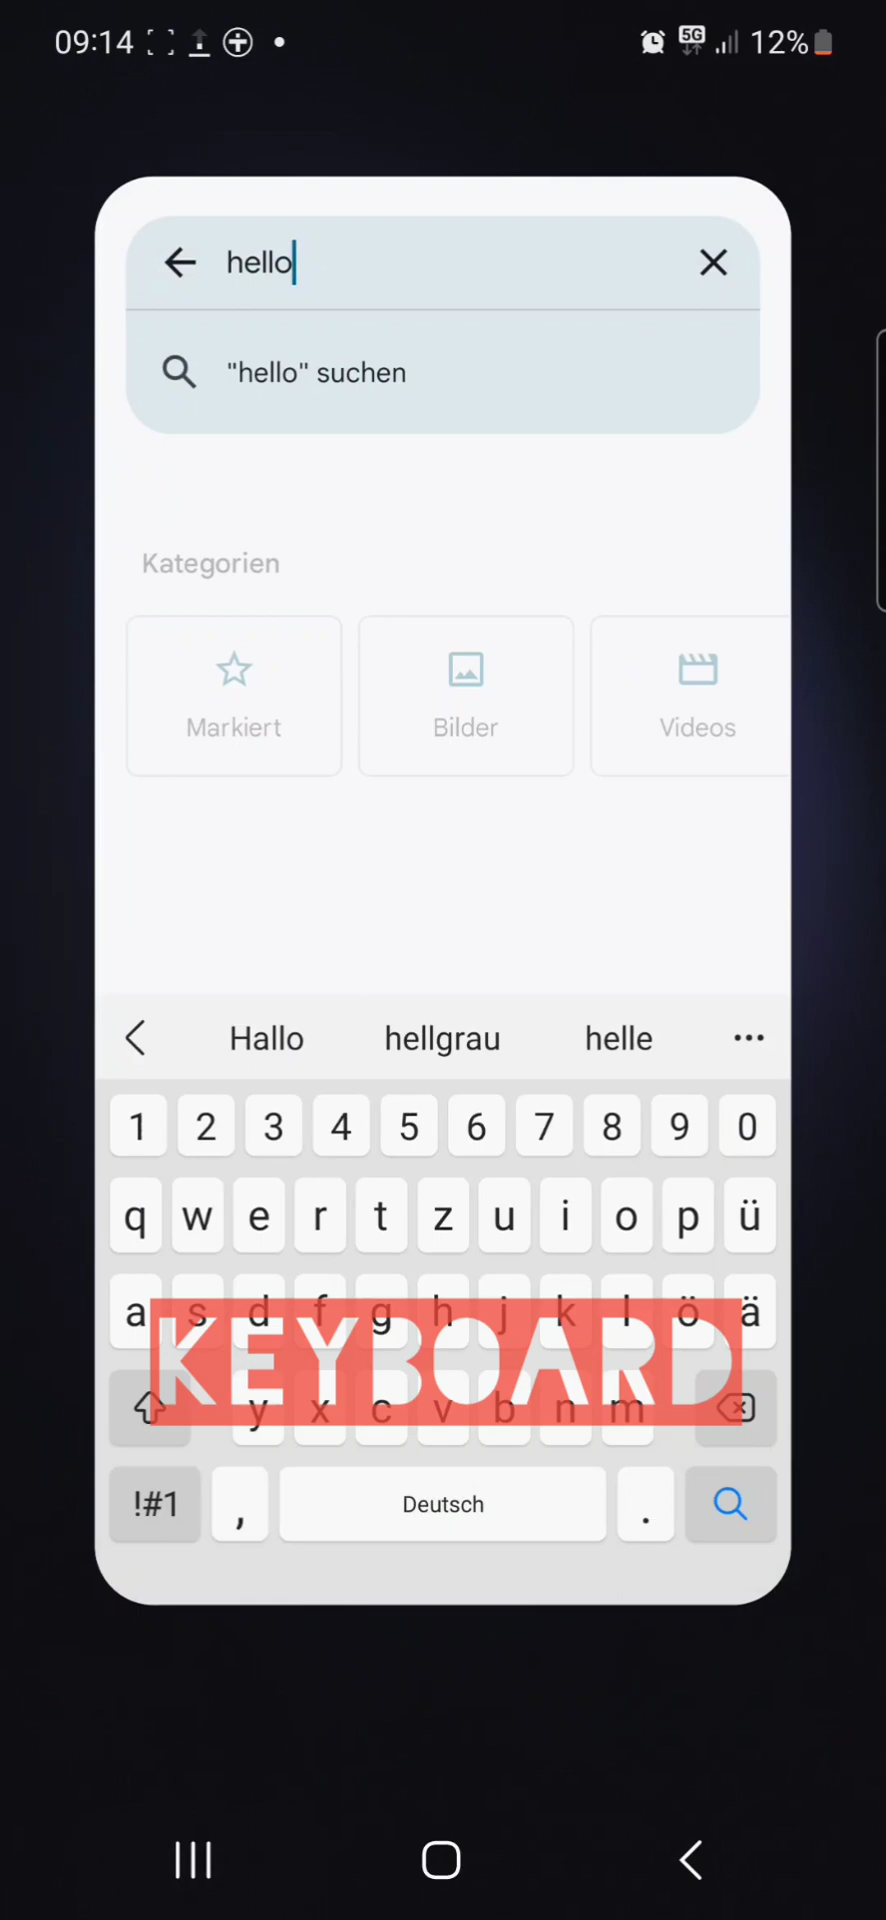 09:14 5G 12%
hello
"hello" suchen
Kategorien
Markiert Bilder Videos
Hallo hellgrau helle ...
1 2 3 4 5 6 7 8 9 0
q w e r t z u i o p ü
a s d f g h j k l ö ä
KEYBOARD
y x c v b n m
!#1 , Deutsch .